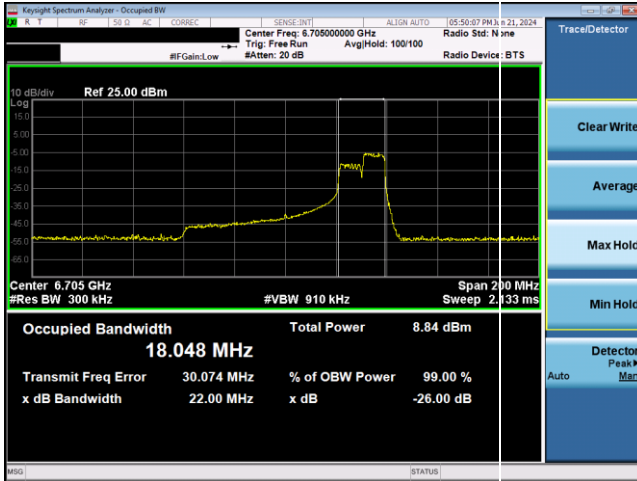 Keysight Spectrum Analyzer - Occupied BW
R T RF 50 Ω AC CORREC SENSE:INT ALIGN AUTO 05:50:07 PM Jun 21, 2024
Center Freq: 6.705000000 GHz Radio Std: None
Trig: Free Run Avg|Hold: 100/100
#IFGain:Low #Atten: 20 dB Radio Device: BTS
Trace/Detector
10 dB/div Ref 25.00 dBm
Log
15.0
5.00
-5.00
-15.0
-25.0
-35.0
-45.0
-55.0
-65.0
Center 6.705 GHz Span 200 MHz
#Res BW 300 kHz #VBW 910 kHz Sweep 2.133 ms
Occupied Bandwidth Total Power 8.84 dBm
18.048 MHz
Transmit Freq Error 30.074 MHz % of OBW Power 99.00 %
x dB Bandwidth 22.00 MHz x dB -26.00 dB
Clear Write
Average
Max Hold
Min Hold
Detector
Peak
Auto Man
MSG STATUS